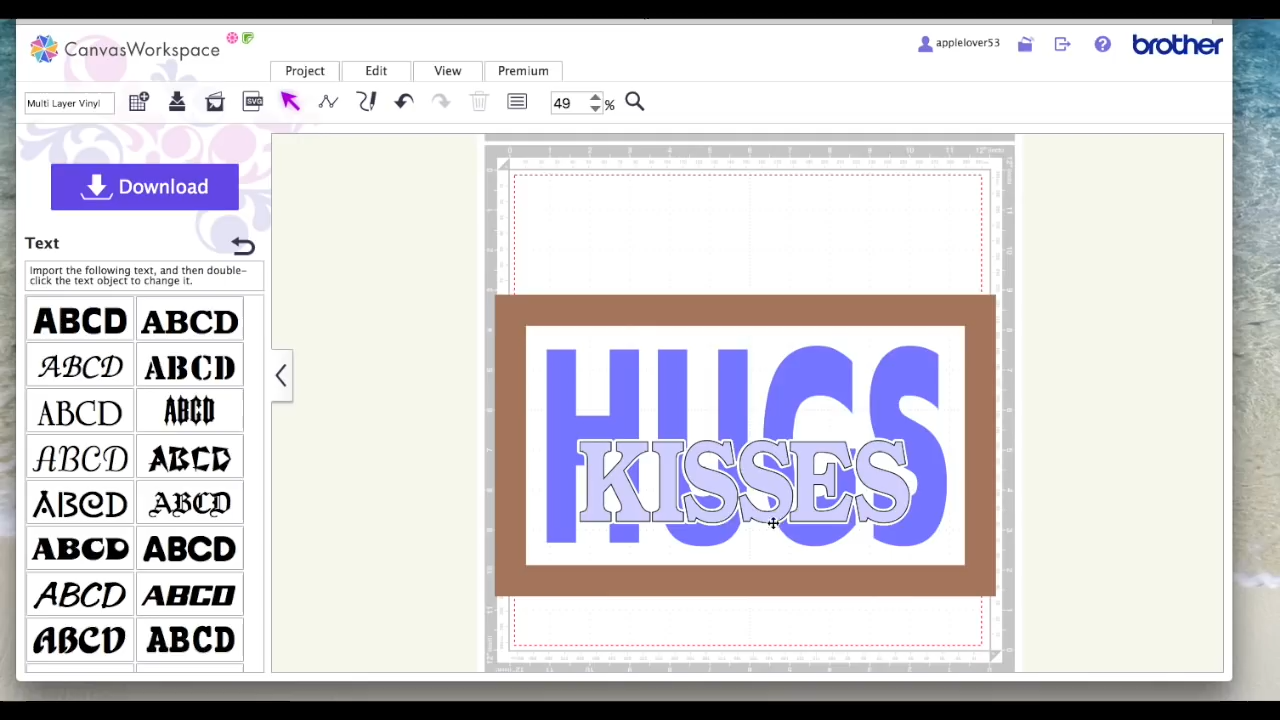 CanvasWorkspace
applelover53
brother
Project Edit View Premium
Multi Layer Vinyl
SVG
49 %
Download
Text
Import the following text, and then double-
click the text object to change it.
ABCD ABCD
ABCD ABCD
ABCD ABCD
ABCD ABCD
ABCD ABCD
ABCD ABCD
ABCD ABCD
ABCD ABCD
HUGS
KISSES